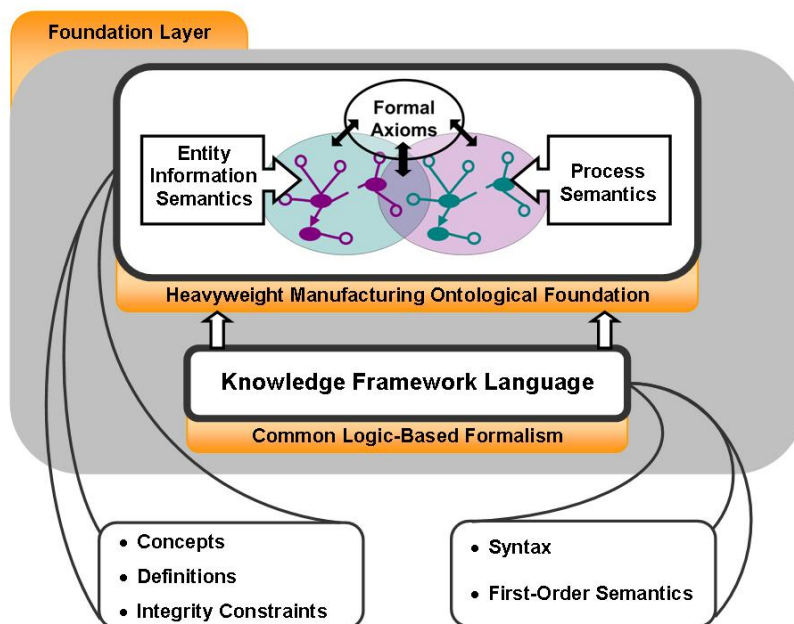 Foundation Layer
Formal
Axioms
Entity
Information
Semantics
Process
Semantics
Heavyweight Manufacturing Ontological Foundation
Knowledge Framework Language
Common Logic-Based Formalism
• Concepts
• Definitions
• Integrity Constraints
• Syntax
• First-Order Semantics